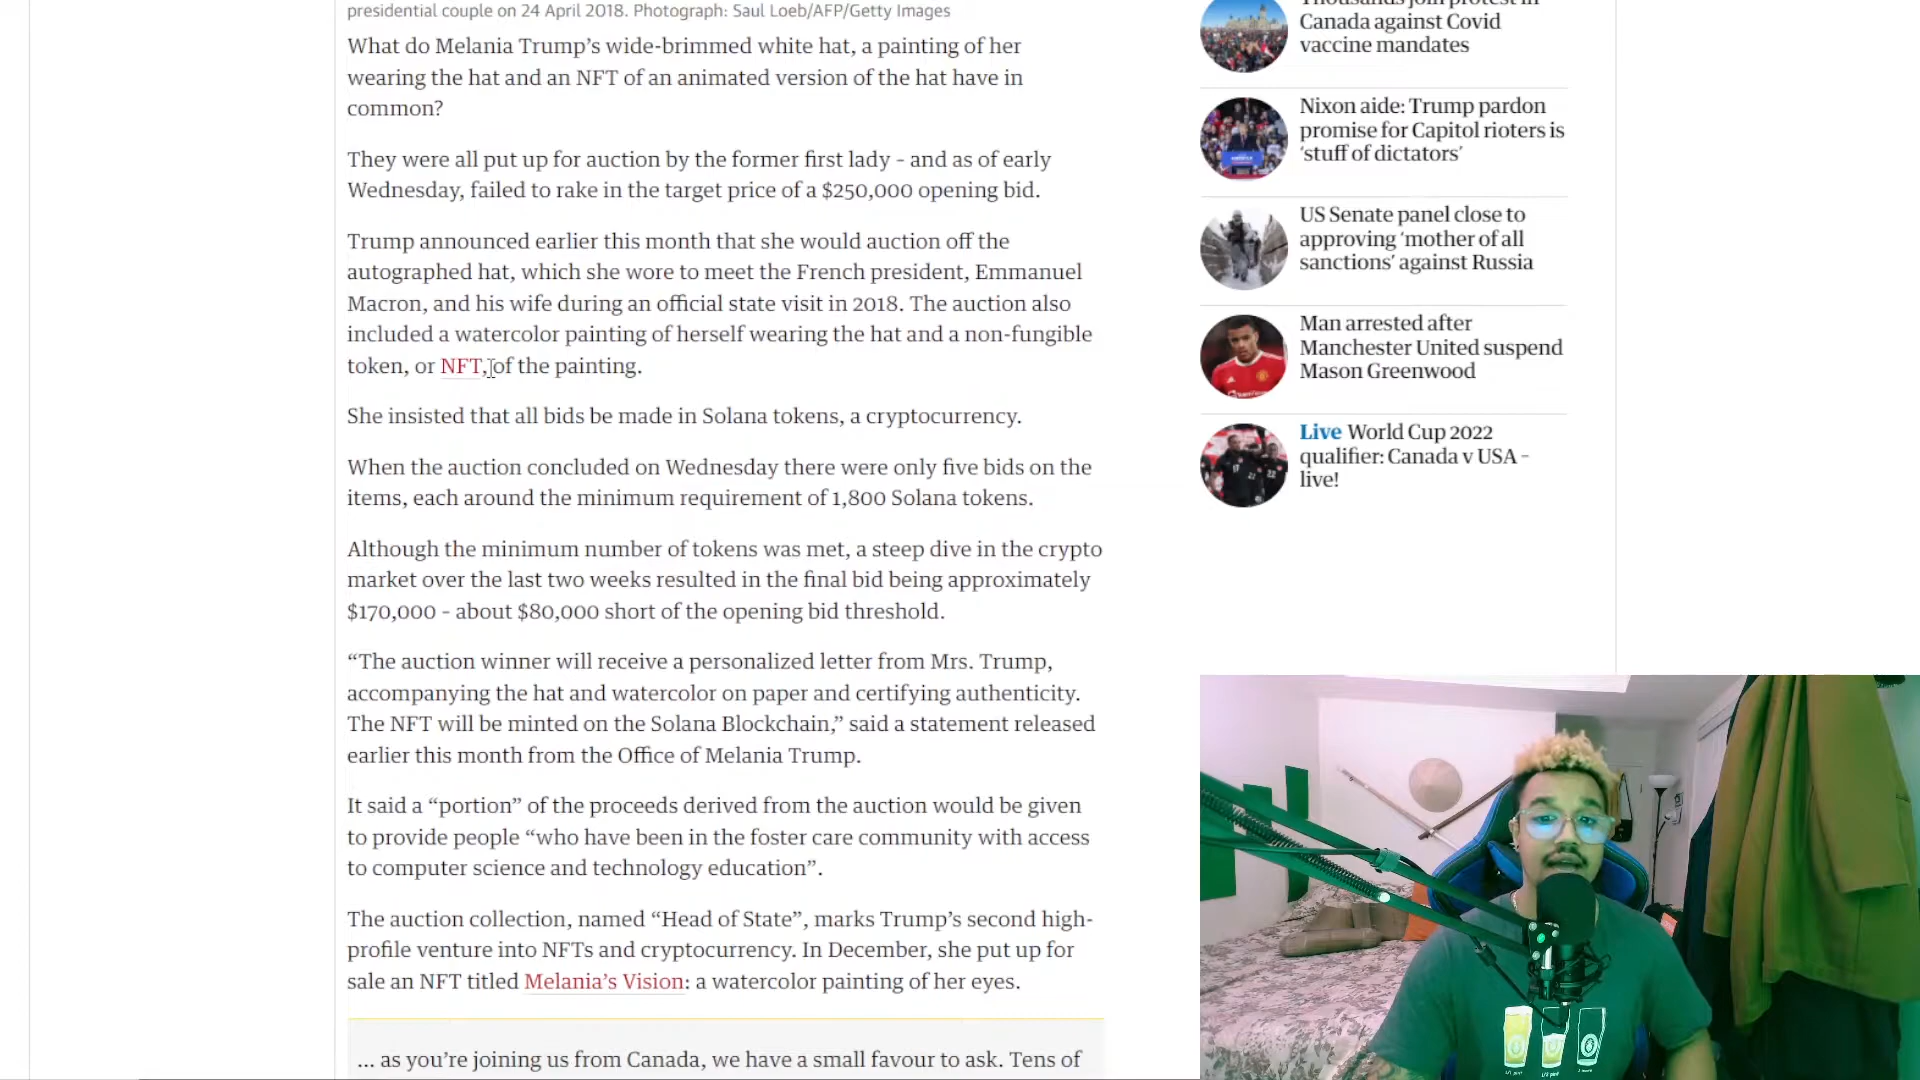 presidential couple on 24 April 2018. Photograph: Saul Loeb/AFP/Getty Images
What do Melania Trump’s wide-brimmed white hat, a painting of her
wearing the hat and an NFT of an animated version of the hat have in
common?
They were all put up for auction by the former first lady – and as of early
Wednesday, failed to rake in the target price of a $250,000 opening bid.
Trump announced earlier this month that she would auction off the
autographed hat, which she wore to meet the French president, Emmanuel
Macron, and his wife during an official state visit in 2018. The auction also
included a watercolor painting of herself wearing the hat and a non-fungible
token, or NFT, of the painting.
She insisted that all bids be made in Solana tokens, a cryptocurrency.
When the auction concluded on Wednesday there were only five bids on the
items, each around the minimum requirement of 1,800 Solana tokens.
Although the minimum number of tokens was met, a steep dive in the crypto
market over the last two weeks resulted in the final bid being approximately
$170,000 – about $80,000 short of the opening bid threshold.
“The auction winner will receive a personalized letter from Mrs. Trump,
accompanying the hat and watercolor on paper and certifying authenticity.
The NFT will be minted on the Solana Blockchain,” said a statement released
earlier this month from the Office of Melania Trump.
It said a “portion” of the proceeds derived from the auction would be given
to provide people “who have been in the foster care community with access
to computer science and technology education”.
The auction collection, named “Head of State”, marks Trump’s second high-
profile venture into NFTs and cryptocurrency. In December, she put up for
sale an NFT titled Melania’s Vision: a watercolor painting of her eyes.
... as you’re joining us from Canada, we have a small favour to ask. Tens of
Thousands join protest in
Canada against Covid
vaccine mandates
Nixon aide: Trump pardon
promise for Capitol rioters is
‘stuff of dictators’
US Senate panel close to
approving ‘mother of all
sanctions’ against Russia
Man arrested after
Manchester United suspend
Mason Greenwood
Live World Cup 2022
qualifier: Canada v USA –
live!